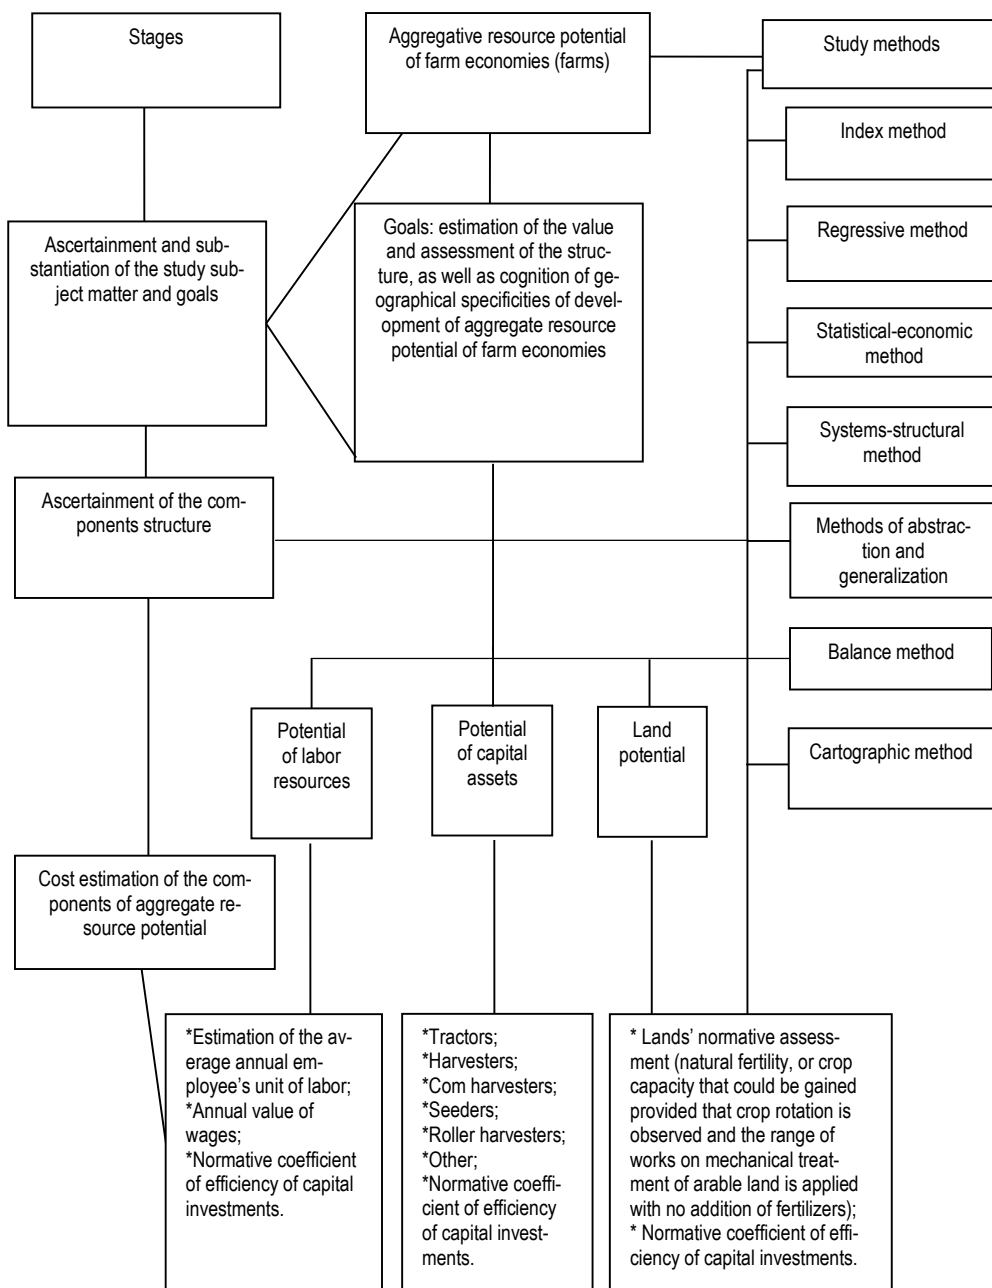 Stages
Aggregative resource potential
of farm economies (farms)
Study methods
Index method
Ascertainment and sub-
stantiation of the study sub-
ject matter and goals
Goals: estimation of the value
and assessment of the struc-
ture, as well as cognition of ge-
ographical specificities of devel-
opment of aggregate resource
potential of farm economies
Regressive method
Statistical-economic
method
Systems-structural
method
Ascertainment of the com-
ponents structure
Methods of abstrac-
tion and
generalization
Balance method
Potential
of labor
resources
Potential
of capital
assets
Land
potential
Cartographic method
Cost estimation of the com-
ponents of aggregate re-
source potential
*Estimation of the av-
erage annual em-
ployee's unit of labor;
*Annual value of
wages;
*Normative coefficient
of efficiency of capital
investments.
*Tractors;
*Harvesters;
*Com harvesters;
*Seeders;
*Roller harvesters;
*Other;
*Normative coeffi-
cient of efficiency
of capital invest-
ments.
* Lands' normative assess-
ment (natural fertility, or crop
capacity that could be gained
provided that crop rotation is
observed and the range of
works on mechanical treat-
ment of arable land is applied
with no addition of fertilizers);
* Normative coefficient of effi-
ciency of capital investments.